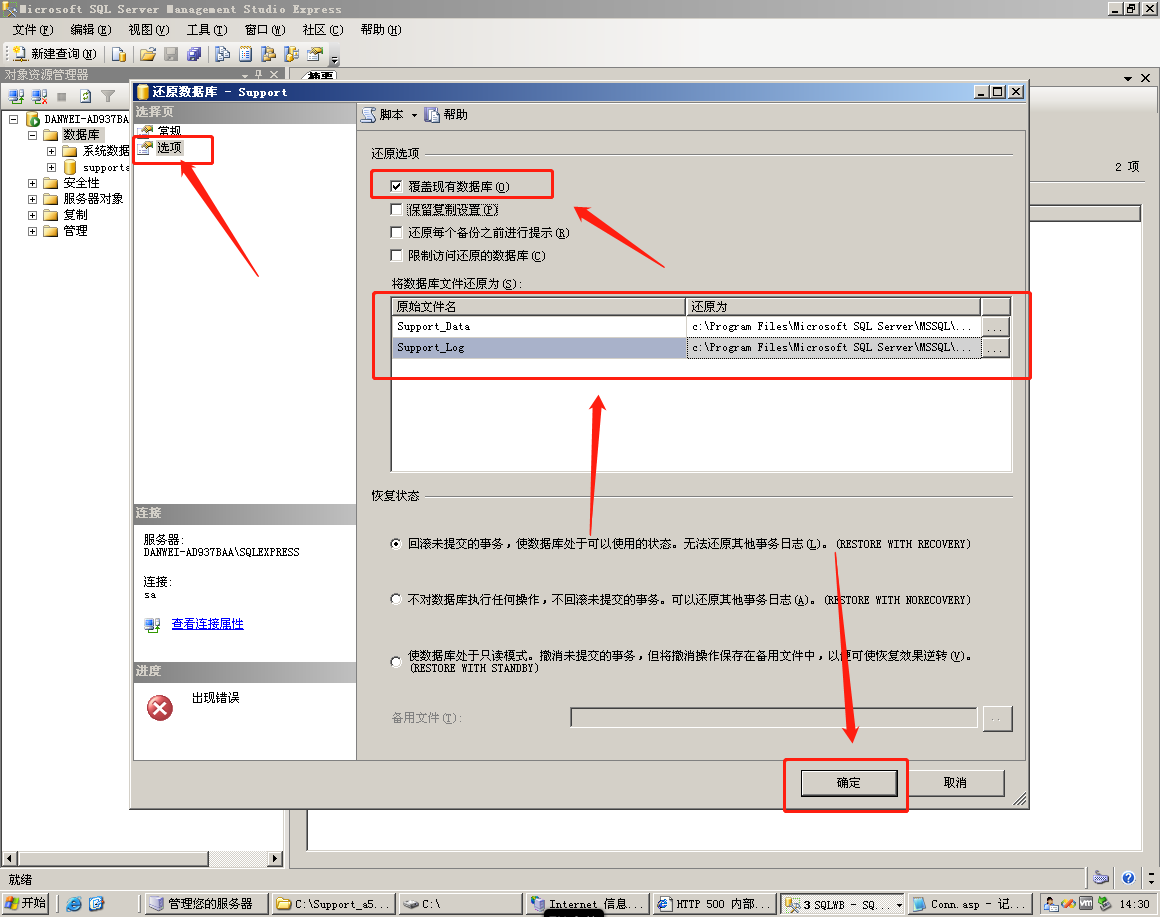 Microsoft SQL Server Management Studio Express
文件(F) 编辑(E) 视图(V) 工具(T) 窗口(W) 社区(C) 帮助(H)
新建查询(N)
对象资源管理器
摘要
DANWEI-AD937BA
数据库
系统数据
supporta
安全性
服务器对象
复制
管理
2 项
还原数据库 - Support
选择页
常规
选项
脚本 帮助
还原选项
覆盖现有数据库(O)
保留复制设置(P)
还原每个备份之前进行提示(R)
限制访问还原的数据库(C)
将数据库文件还原为(S):
原始文件名 还原为
Support_Data c:\Program Files\Microsoft SQL Server\MSSQL\... ...
Support_Log c:\Program Files\Microsoft SQL Server\MSSQL\... ...
恢复状态
回滚未提交的事务，使数据库处于可以使用的状态。无法还原其他事务日志(L)。(RESTORE WITH RECOVERY)
不对数据库执行任何操作，不回滚未提交的事务。可以还原其他事务日志(A)。(RESTORE WITH NORECOVERY)
使数据库处于只读模式。撤消未提交的事务，但将撤消操作保存在备用文件中，以便可使恢复效果逆转(Y)。
(RESTORE WITH STANDBY)
备用文件(T):
连接
服务器:
DANWEI-AD937BAA\SQLEXPRESS
连接:
sa
查看连接属性
进度
出现错误
确定 取消
就绪
开始 管理您的服务器 C:\Support_a5... C:\ Internet 信息... HTTP 500 内部... 3 SQLWB - SQ... Conn.asp - 记... 14:30